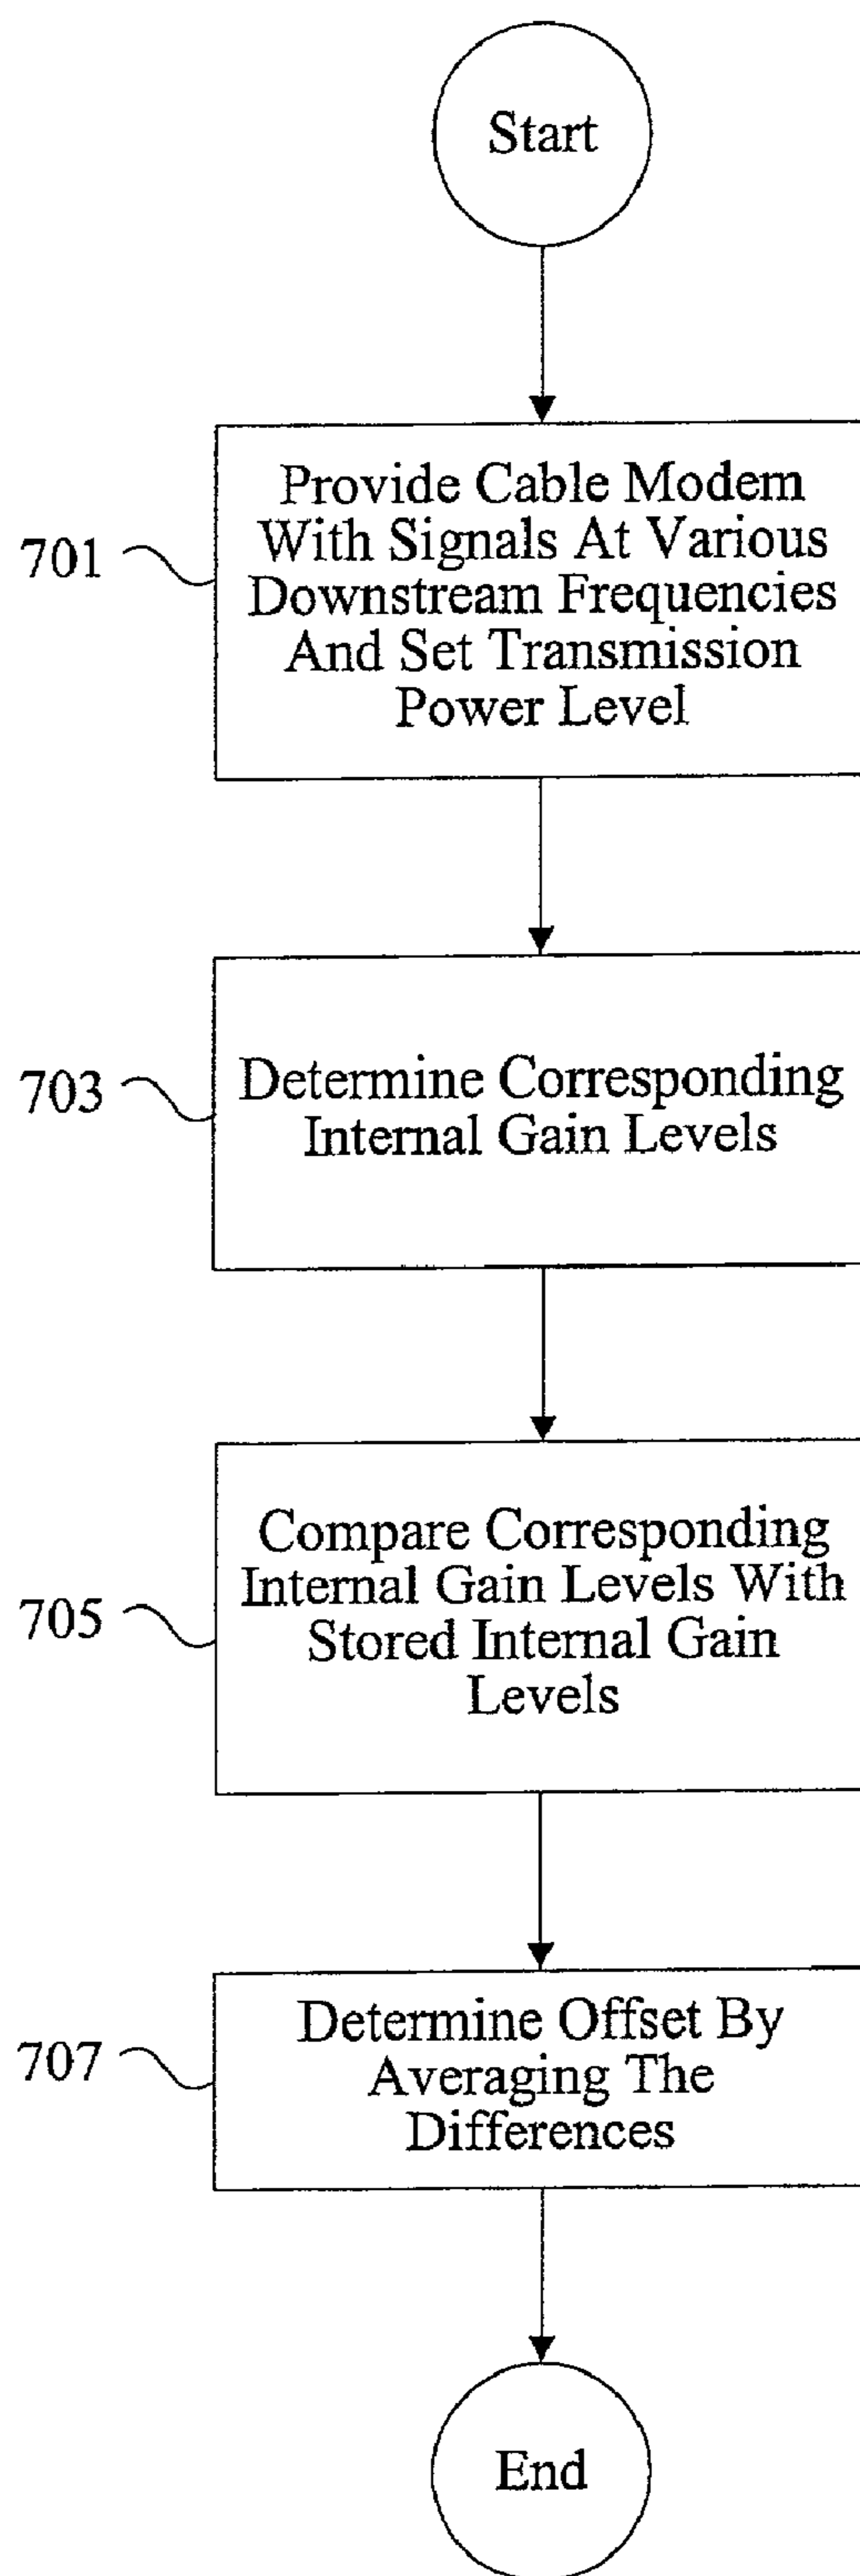 Start
701
Provide Cable Modem
With Signals At Various
Downstream Frequencies
And Set Transmission
Power Level
703
Determine Corresponding
Internal Gain Levels
705
Compare Corresponding
Internal Gain Levels With
Stored Internal Gain
Levels
707
Determine Offset By
Averaging The
Differences
End